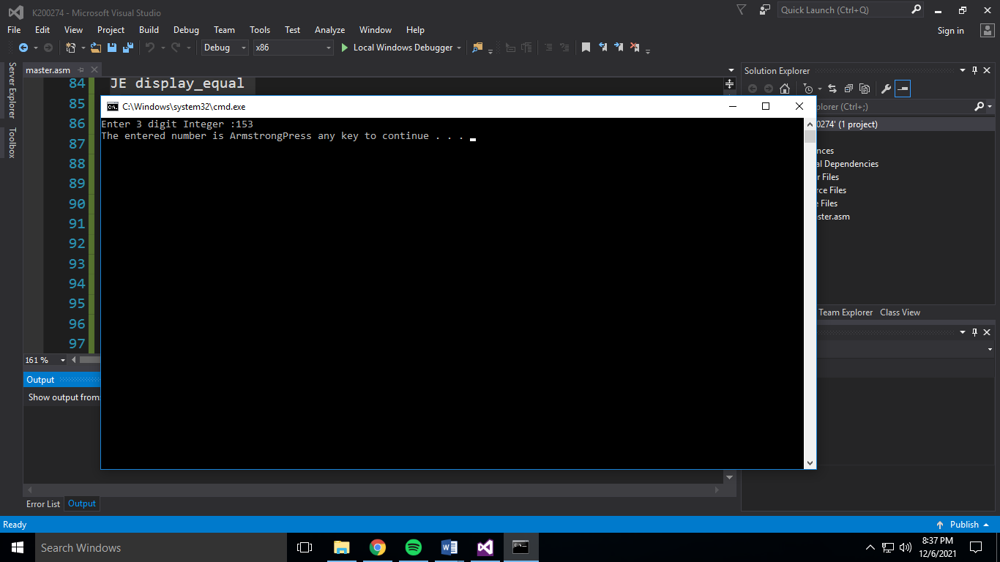 K200274 - Microsoft Visual Studio
Quick Launch (Ctrl+Q)
File Edit View Project Build Debug Team Tools Test Analyze Window Help
Sign in
Debug x86 Local Windows Debugger
Server Explorer
Toolbox
master.asm
84 JE display_equal
85
86
87
88
89
90
91
92
93
94
95
96
97
161 %
C:\Windows\system32\cmd.exe
Enter 3 digit Integer :153
The entered number is ArmstrongPress any key to continue . . .
Solution Explorer
plorer (Ctrl+;)
0274' (1 project)
nces
al Dependencies
r Files
rce Files
e Files
ster.asm
Team Explorer Class View
Output
Show output from:
Error List Output
Ready
Publish
Search Windows
8:37 PM
12/6/2021